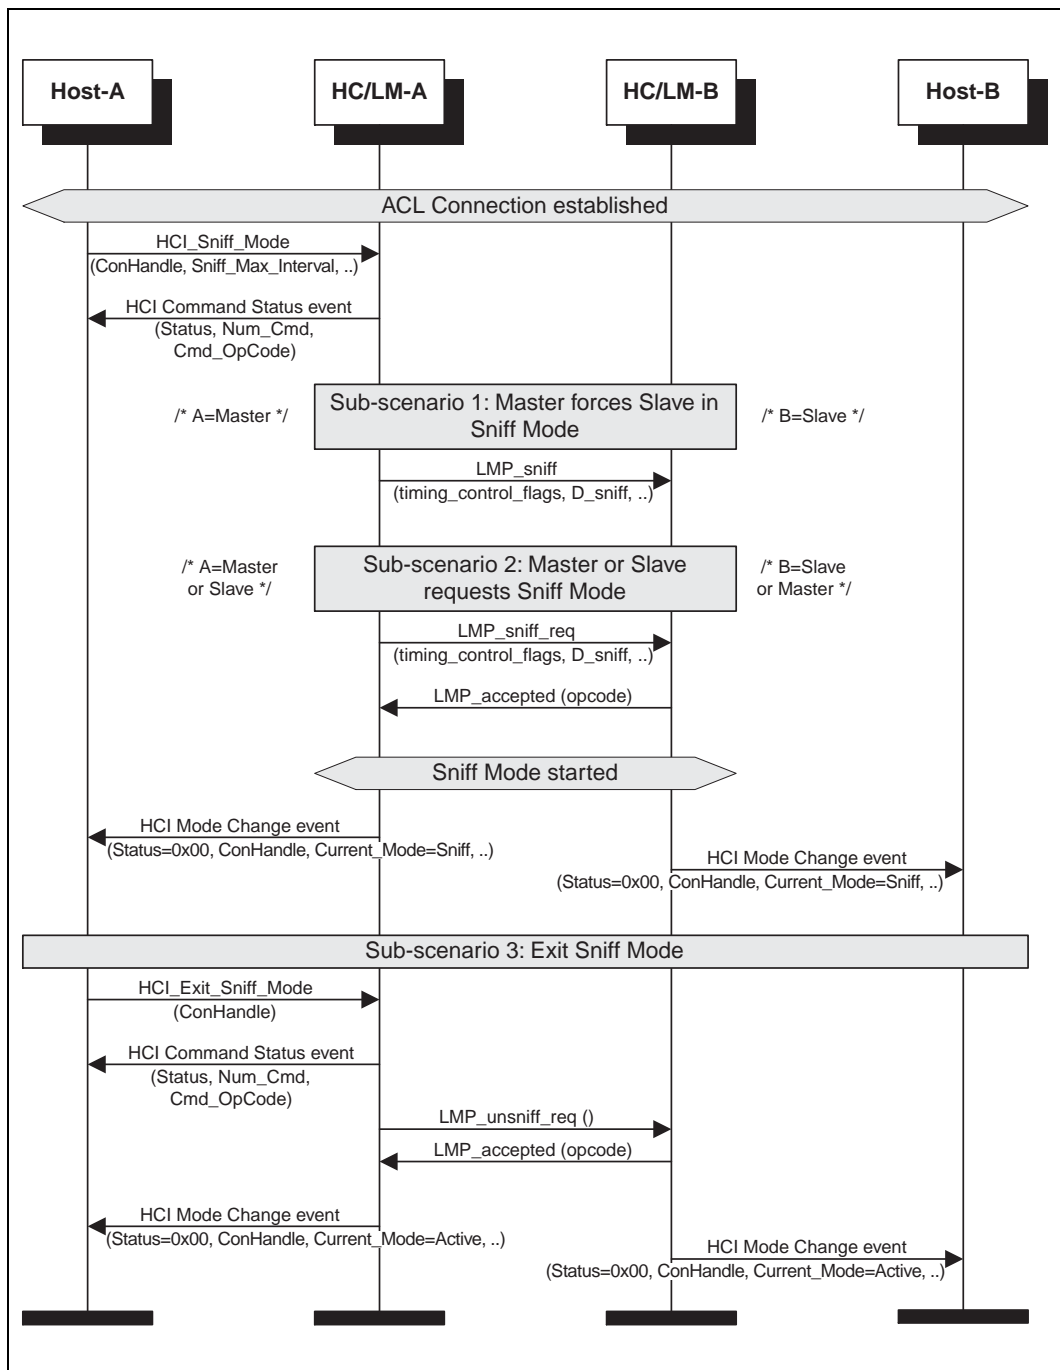 Host-A
HC/LM-A
HC/LM-B
Host-B
ACL Connection established
HCI_Sniff_Mode
(ConHandle, Sniff_Max_Interval, ..)
HCI Command Status event
(Status, Num_Cmd,
Cmd_OpCode)
/* A=Master */
Sub-scenario 1: Master forces Slave in
Sniff Mode
/* B=Slave */
LMP_sniff
(timing_control_flags, D_sniff, ..)
/* A=Master
or Slave */
Sub-scenario 2: Master or Slave
requests Sniff Mode
/* B=Slave
or Master */
LMP_sniff_req
(timing_control_flags, D_sniff, ..)
LMP_accepted (opcode)
Sniff Mode started
HCI Mode Change event
(Status=0x00, ConHandle, Current_Mode=Sniff, ..)
HCI Mode Change event
(Status=0x00, ConHandle, Current_Mode=Sniff, ..)
Sub-scenario 3: Exit Sniff Mode
HCI_Exit_Sniff_Mode
(ConHandle)
HCI Command Status event
(Status, Num_Cmd,
Cmd_OpCode)
LMP_unsniff_req ()
LMP_accepted (opcode)
HCI Mode Change event
(Status=0x00, ConHandle, Current_Mode=Active, ..)
HCI Mode Change event
(Status=0x00, ConHandle, Current_Mode=Active, ..)